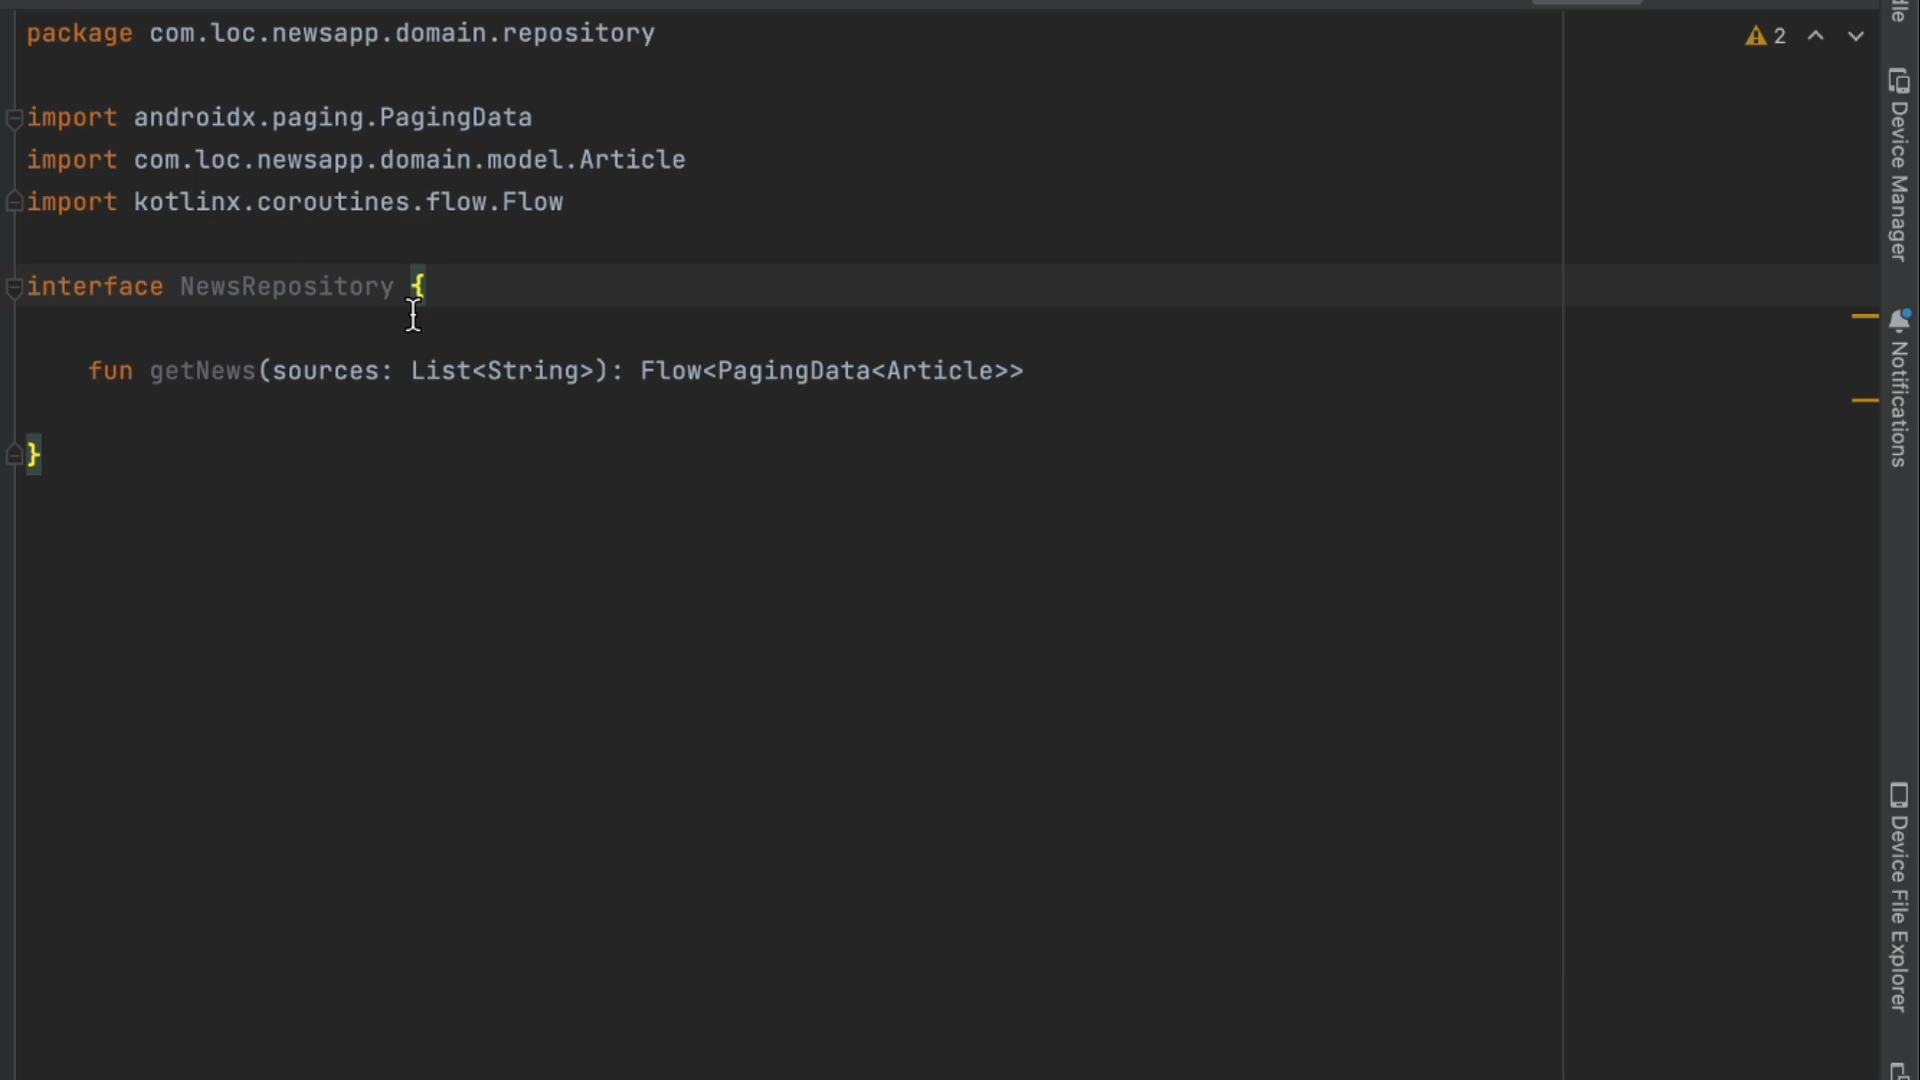 package com.loc.newsapp.domain.repository
2
import androidx.paging.PagingData
import com.loc.newsapp.domain.model.Article
import kotlinx.coroutines.flow.Flow
interface NewsRepository {
fun getNews(sources: List<String>): Flow<PagingData<Article>>
}
Device Manager
Notifications
Device File Explorer